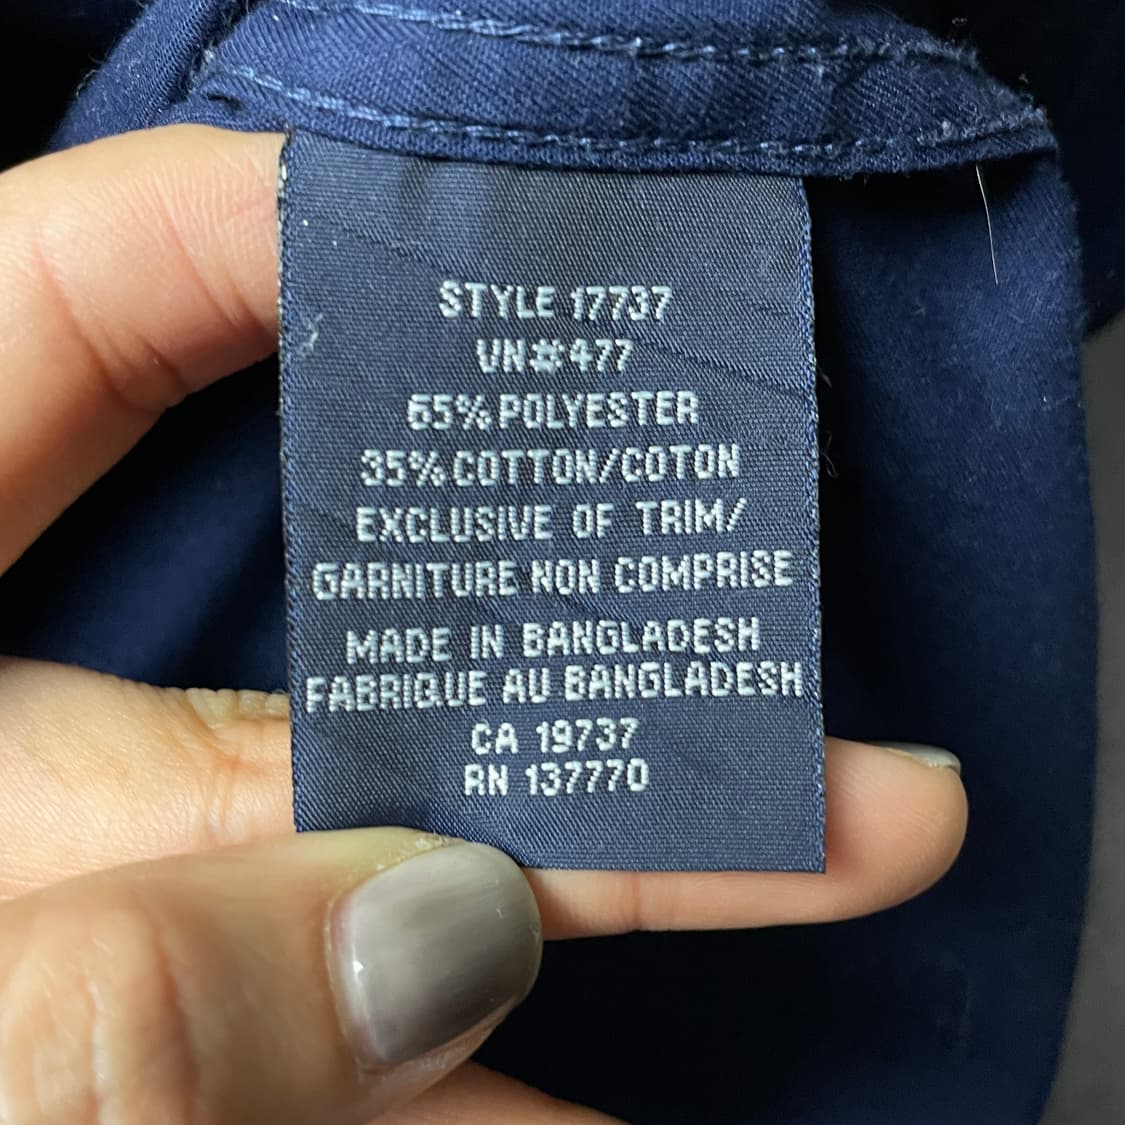 STYLE 17737
VN#477
65%POLYESTER
35%COTTON/COTON
EXCLUSIVE OF TRIM/
GARNITURE NON COMPRISE
MADE IN BANGLADESH
FABRIQUE AU BANGLADESH
CA 19737
RN 137770